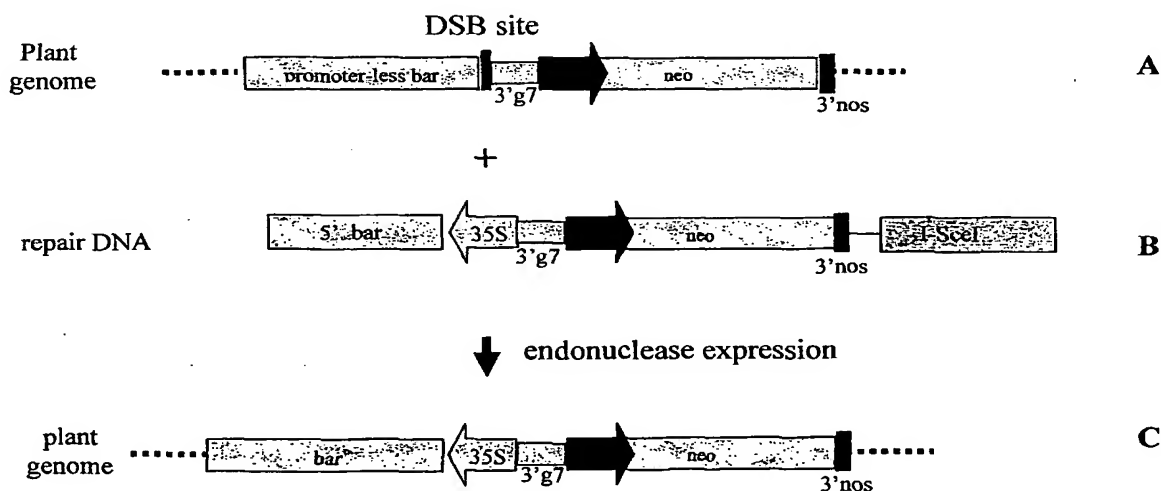 DSB site
Plant
genome
promoter-less bar
neo
A
3'g7
3'nos
+
repair DNA
5' bar
35S
neo
I-SceI
B
3'g7
3'nos
endonuclease expression
plant
genome
bar
35S
neo
C
3'g7
3'nos